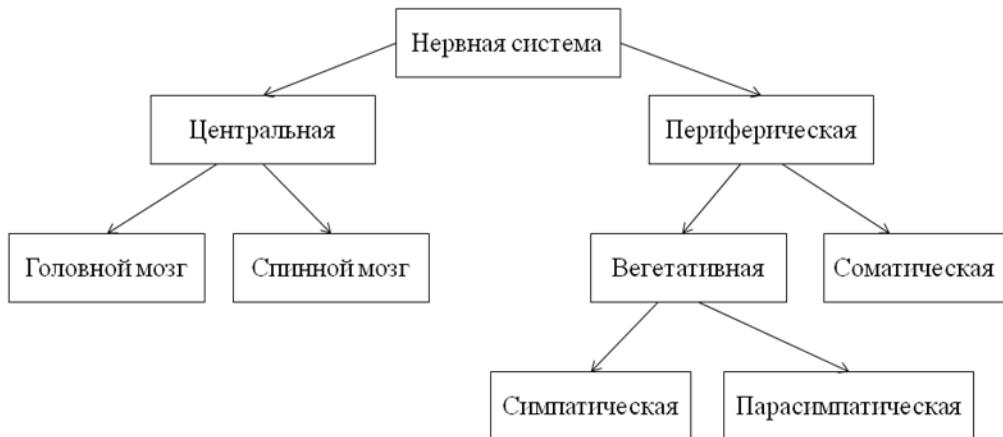 Нервная система
Центральная
Периферическая
Головной мозг
Спинной мозг
Вегетативная
Соматическая
Симпатическая
Парасимпатическая